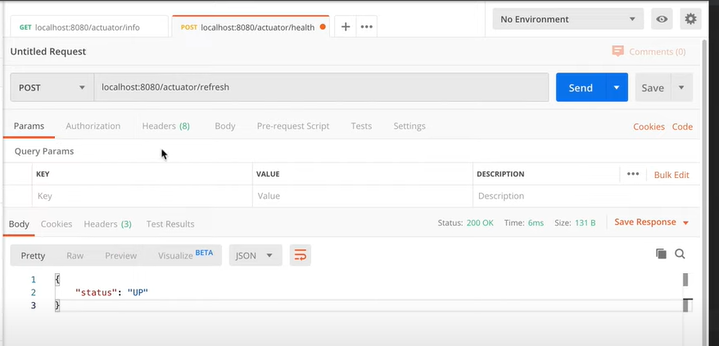 GET localhost:8080/actuator/info
POST localhost:8080/actuator/health
+
•••
No Environment
Untitled Request
Comments (0)
POST
localhost:8080/actuator/refresh
Send
Save
Params Authorization Headers (8) Body Pre-request Script Tests Settings
Cookies Code
Query Params
KEY VALUE DESCRIPTION ••• Bulk Edit
Key Value Description
Body Cookies Headers (3) Test Results
Status: 200 OK Time: 6ms Size: 131 B Save Response
Pretty Raw Preview Visualize BETA JSON
1 {
2 "status": "UP"
3 }